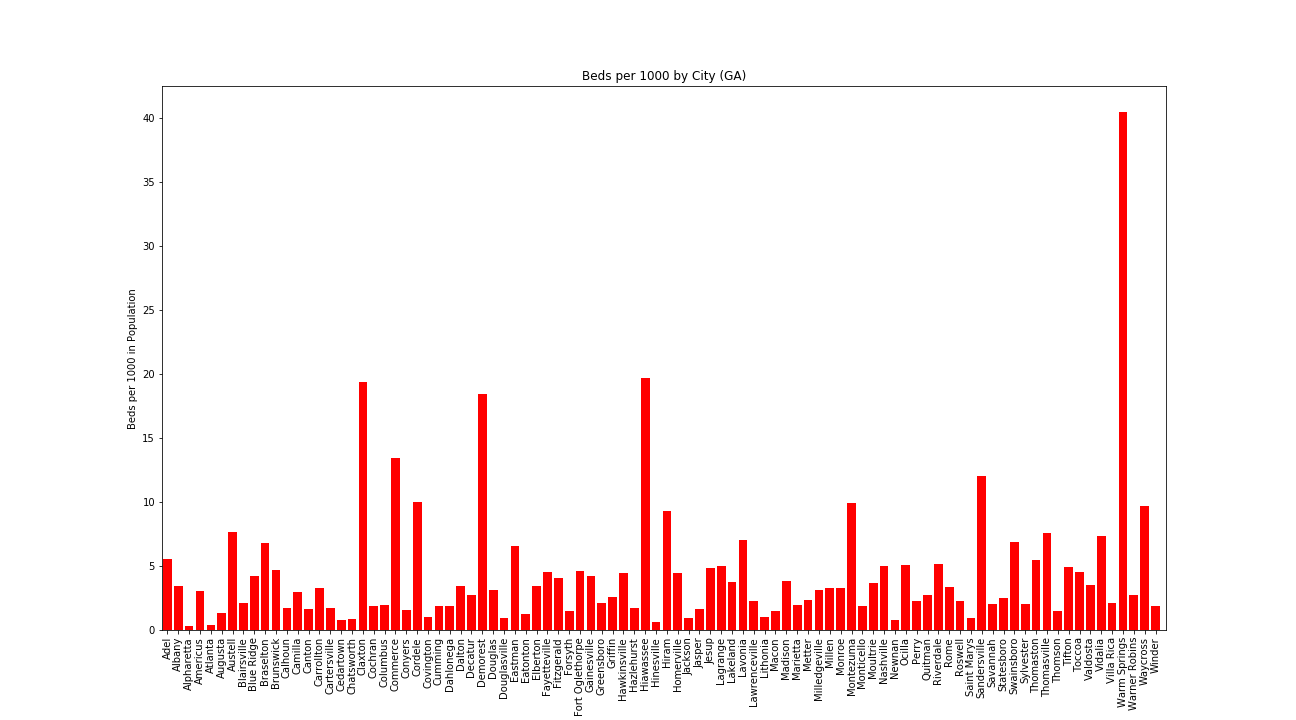 Beds per 1000 by City (GA)
Beds per 1000 in Population
40
35
30
25
20
15
10
5
0
Adel
Albany
Alpharetta
Americus
Atlanta
Augusta
Austell
Blairsville
Blue Ridge
Braselton
Brunswick
Calhoun
Camilla
Canton
Carrollton
Cartersville
Cedartown
Chatsworth
Claxton
Cochran
Columbus
Commerce
Conyers
Cordele
Covington
Cumming
Dahlonega
Dalton
Decatur
Demorest
Douglas
Douglasville
Eastman
Eatonton
Elberton
Fayetteville
Fitzgerald
Forsyth
Fort Oglethorpe
Gainesville
Greensboro
Griffin
Hawkinsville
Hazlehurst
Hiawassee
Hinesville
Hiram
Homerville
Jackson
Jasper
Jesup
Lagrange
Lakeland
Lavonia
Lawrenceville
Lithonia
Macon
Madison
Marietta
Metter
Milledgeville
Millen
Monroe
Montezuma
Monticello
Moultrie
Nashville
Newnan
Ocilla
Perry
Quitman
Riverdale
Rome
Roswell
Saint Marys
Sandersville
Savannah
Statesboro
Swainsboro
Sylvester
Thomaston
Thomasville
Thomson
Tifton
Toccoa
Valdosta
Vidalia
Villa Rica
Warm Springs
Warner Robins
Waycross
Winder